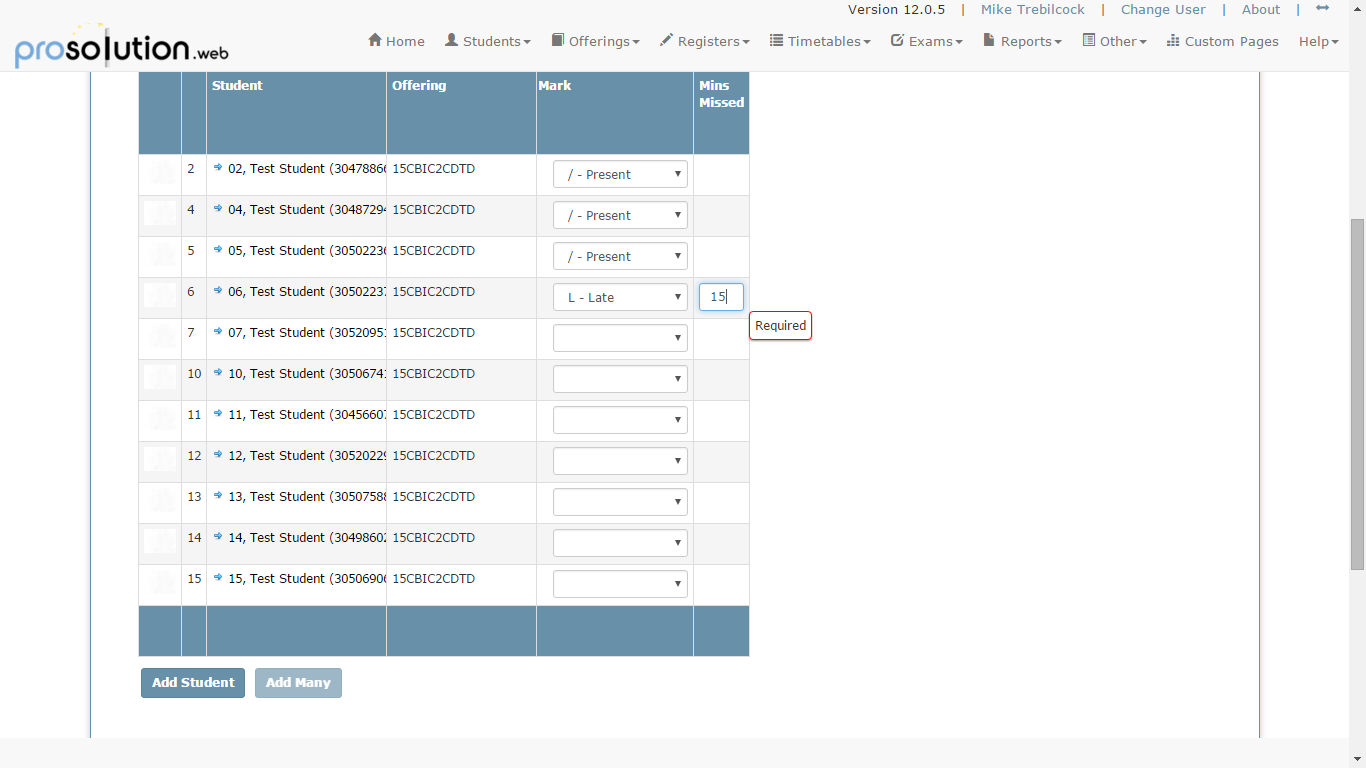 Version 12.0.5 | Mike Trebilcock | Change User | About |
prosolution.web
Home Students Offerings Registers Timetables Exams Reports Other Custom Pages Help
Student Offering Mark Mins
Missed
2 02, Test Student (3047886 15CBIC2CDTD / - Present
4 04, Test Student (3048729 15CBIC2CDTD / - Present
5 05, Test Student (3050223 15CBIC2CDTD / - Present
6 06, Test Student (3050223 15CBIC2CDTD L - Late 15
Required
7 07, Test Student (3052095 15CBIC2CDTD
10 10, Test Student (3050674 15CBIC2CDTD
11 11, Test Student (3045660 15CBIC2CDTD
12 12, Test Student (3052022 15CBIC2CDTD
13 13, Test Student (3050758 15CBIC2CDTD
14 14, Test Student (3049860 15CBIC2CDTD
15 15, Test Student (3050690 15CBIC2CDTD
Add Student Add Many